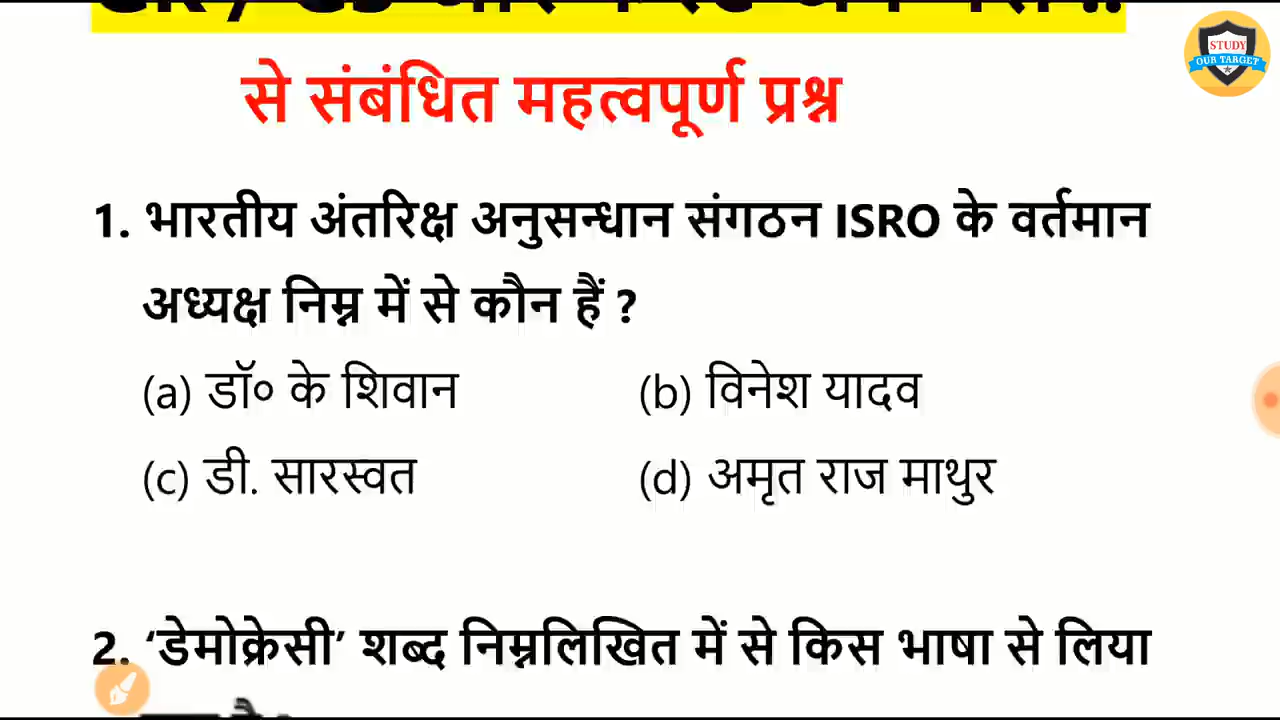 से संबंधित महत्वपूर्ण प्रश्न
STUDY
OUR TARGET
1. भारतीय अंतरिक्ष अनुसन्धान संगठन ISRO के वर्तमान
अध्यक्ष निम्न में से कौन हैं ?
(a) डॉ० के शिवान (b) विनेश यादव
(c) डी. सारस्वत (d) अमृत राज माथुर
2. ‘डेमोक्रेसी’ शब्द निम्नलिखित में से किस भाषा से लिया